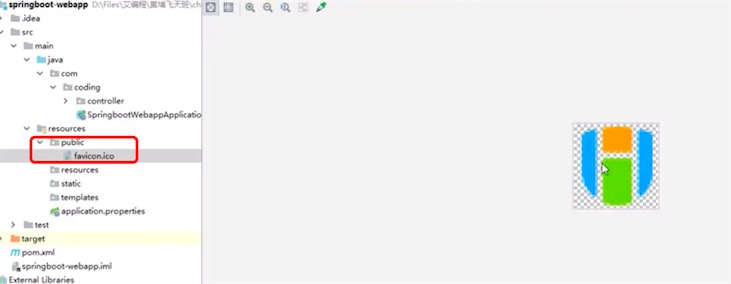 springboot-webapp D:\Files\艾编程\黄埔飞天班\ch
.idea
src
main
java
com
coding
controller
SpringbootWebappApplicatio
resources
public
favicon.ico
resources
static
templates
application.properties
test
target
pom.xml
springboot-webapp.iml
External Libraries